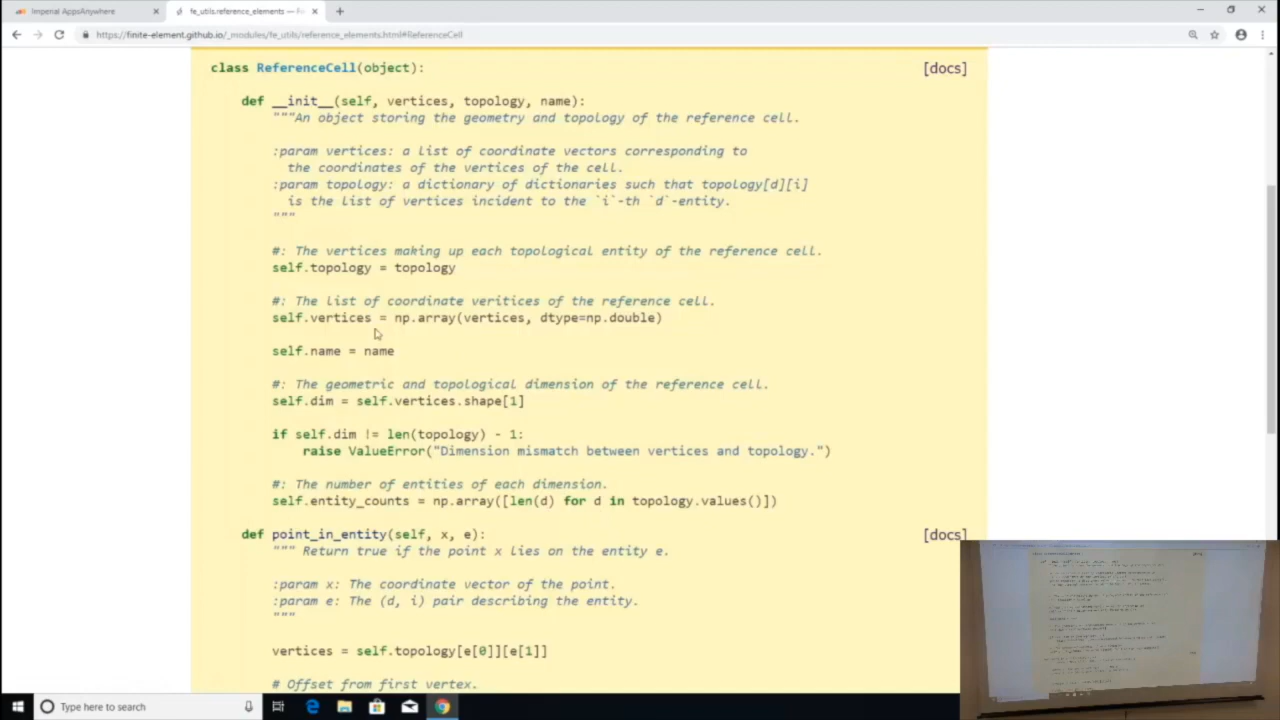 Imperial AppsAnywhere
fe_utils.reference_elements — Fi
https://finite-element.github.io/_modules/fe_utils/reference_elements.html#ReferenceCell
class ReferenceCell(object): [docs]
def __init__(self, vertices, topology, name):
"""An object storing the geometry and topology of the reference cell.
:param vertices: a list of coordinate vectors corresponding to
the coordinates of the vertices of the cell.
:param topology: a dictionary of dictionaries such that topology[d][i]
is the list of vertices incident to the `i`-th `d`-entity.
"""
#: The vertices making up each topological entity of the reference cell.
self.topology = topology
#: The list of coordinate veritices of the reference cell.
self.vertices = np.array(vertices, dtype=np.double)
self.name = name
#: The geometric and topological dimension of the reference cell.
self.dim = self.vertices.shape[1]
if self.dim != len(topology) - 1:
raise ValueError("Dimension mismatch between vertices and topology.")
#: The number of entities of each dimension.
self.entity_counts = np.array([len(d) for d in topology.values()])
def point_in_entity(self, x, e): [docs]
""" Return true if the point x lies on the entity e.
:param x: The coordinate vector of the point.
:param e: The (d, i) pair describing the entity.
"""
vertices = self.topology[e[0]][e[1]]
# Offset from first vertex.
Type here to search